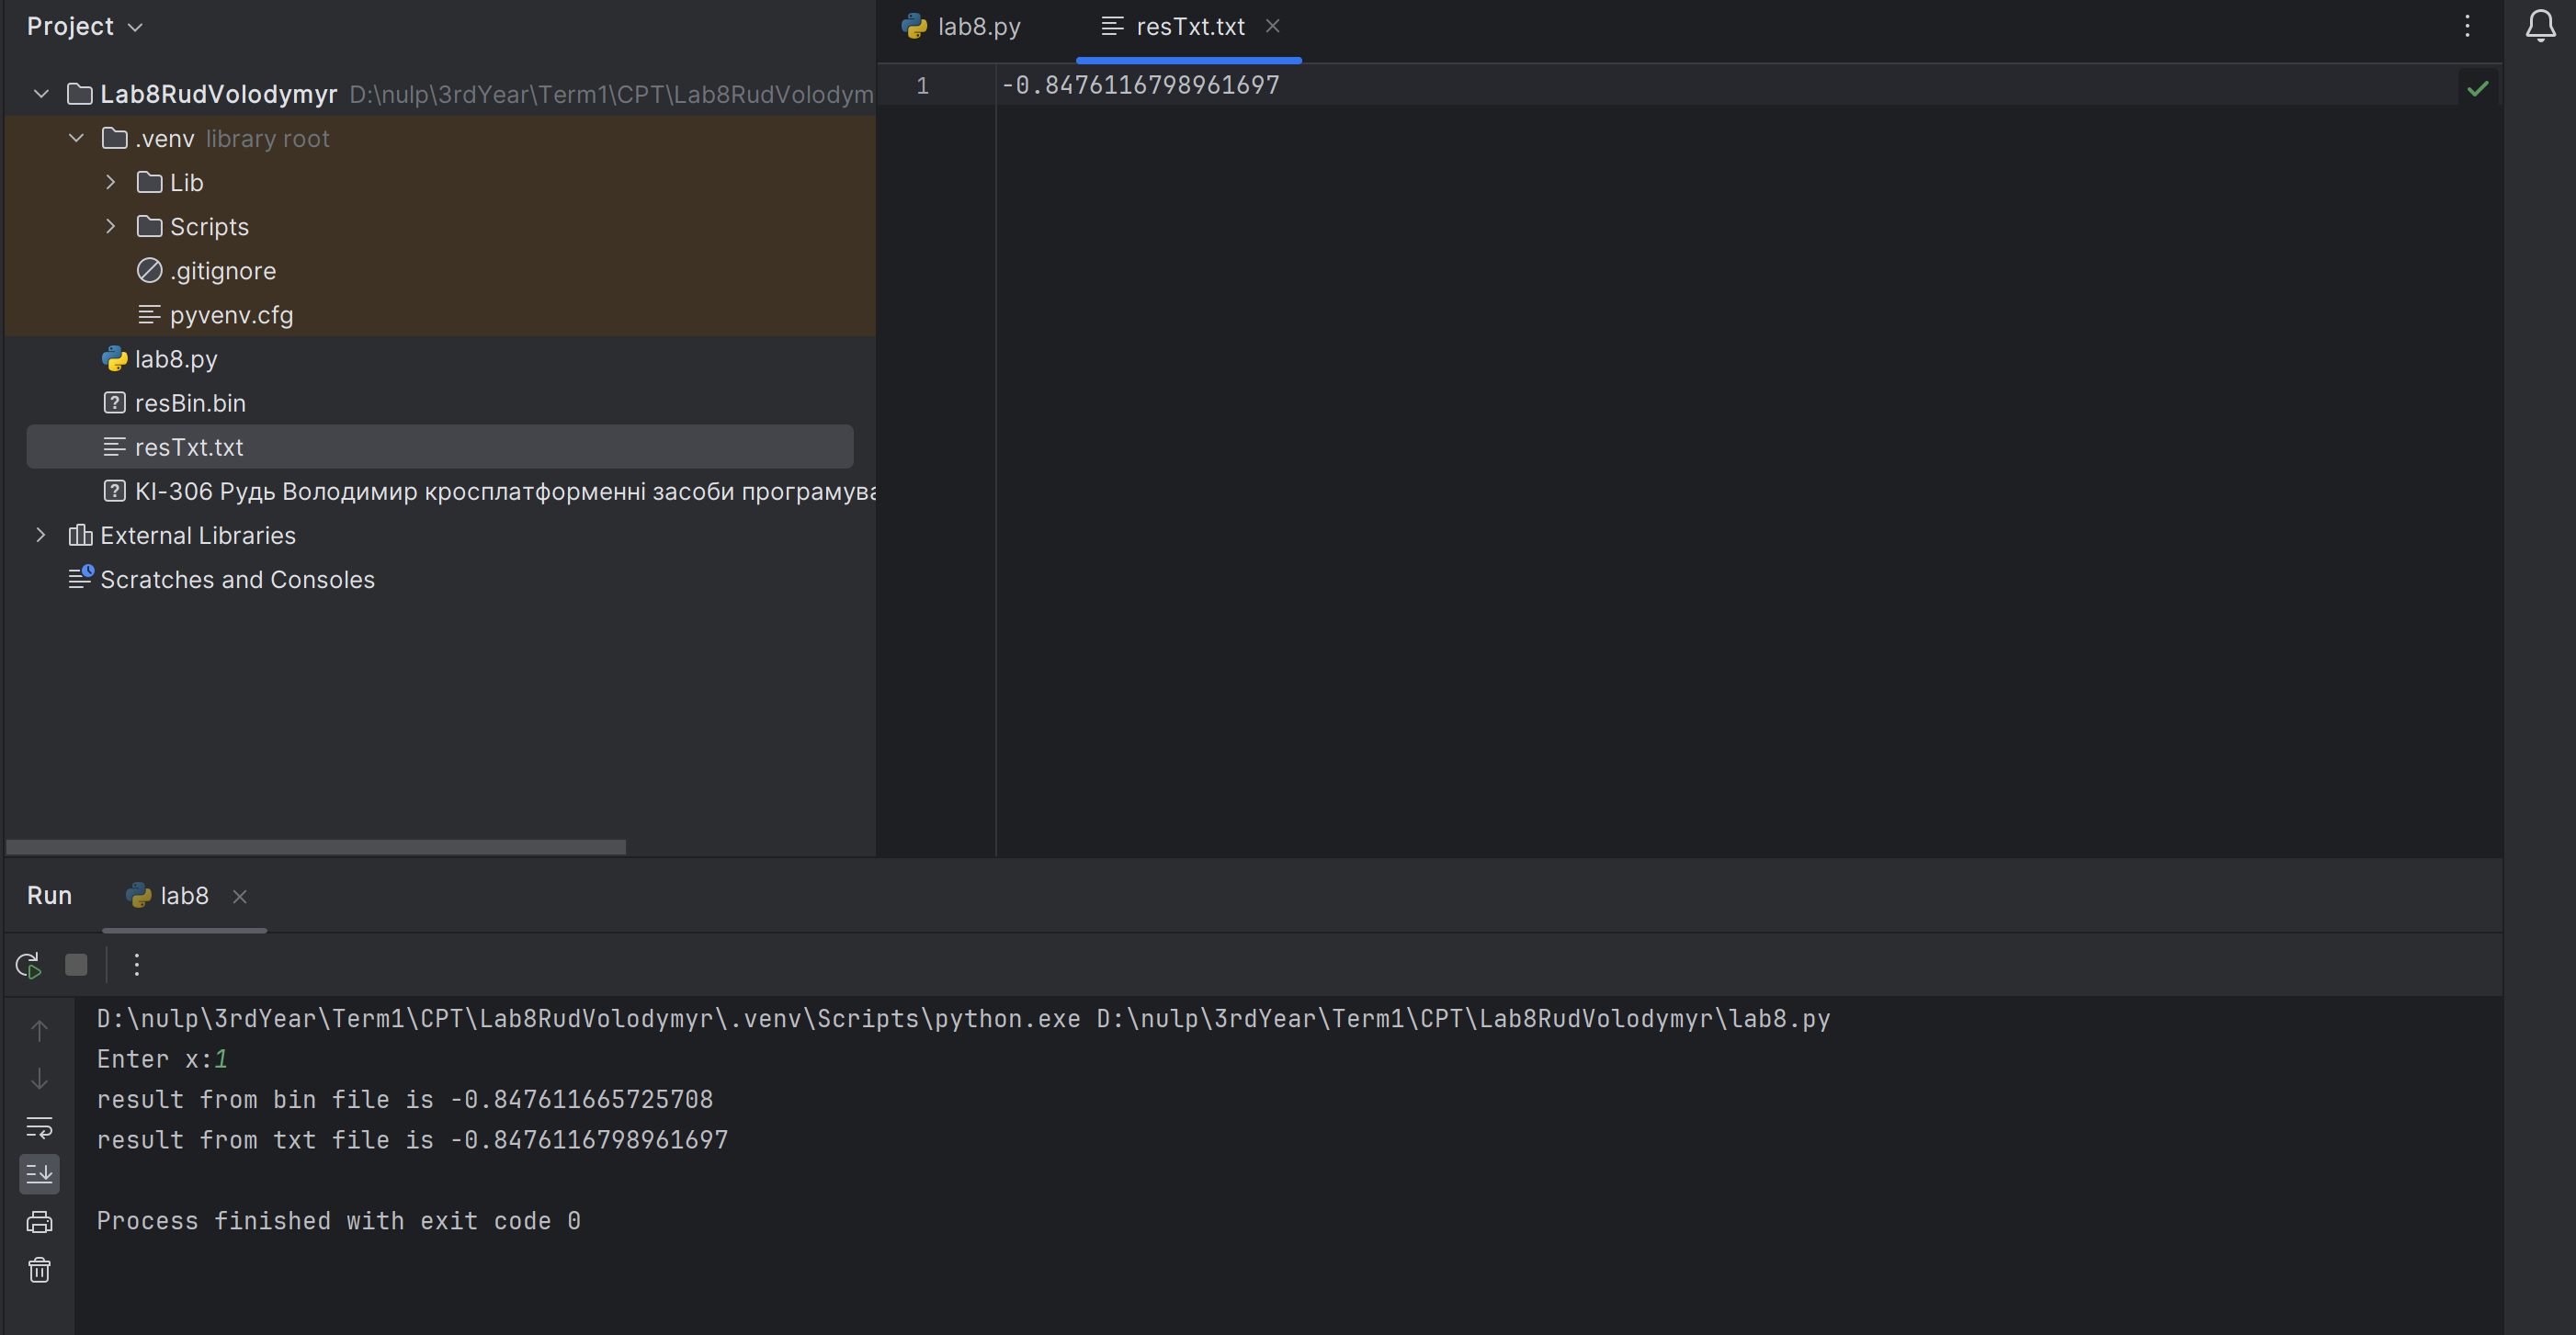 Project
Lab8RudVolodymyr D:\nulp\3rdYear\Term1\CPT\Lab8RudVolodym
.venv library root
Lib
Scripts
.gitignore
pyvenv.cfg
lab8.py
resBin.bin
resTxt.txt
КІ-306 Рудь Володимир кросплатформенні засоби програмува
External Libraries
Scratches and Consoles
lab8.py resTxt.txt
1 -0.8476116798961697
Run lab8
D:\nulp\3rdYear\Term1\CPT\Lab8RudVolodymyr\.venv\Scripts\python.exe D:\nulp\3rdYear\Term1\CPT\Lab8RudVolodymyr\lab8.py
Enter x:1
result from bin file is -0.847611665725708
result from txt file is -0.8476116798961697
Process finished with exit code 0